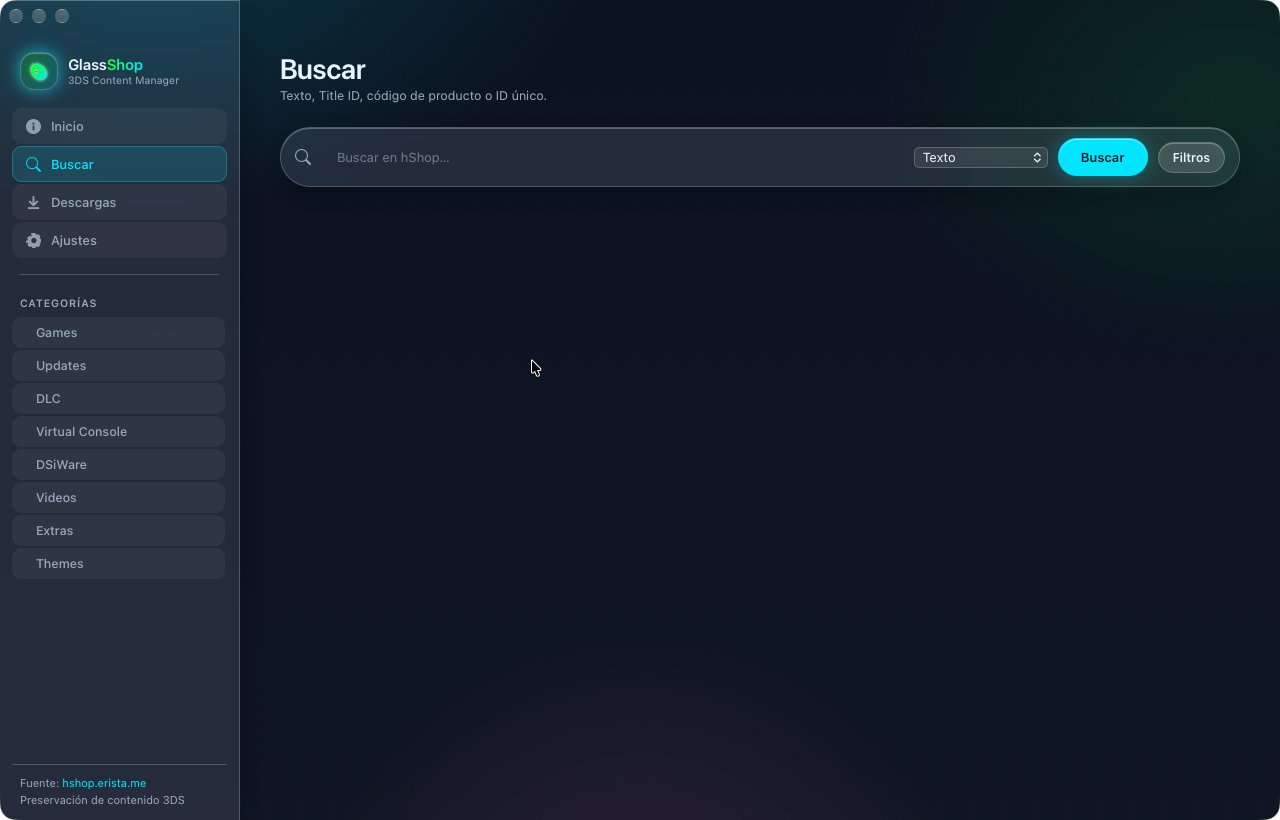 GlassShop
3DS Content Manager
Inicio
Buscar
Descargas
Ajustes
CATEGORÍAS
Games
Updates
DLC
Virtual Console
DSiWare
Videos
Extras
Themes
Fuente: hshop.erista.me
Preservación de contenido 3DS
Buscar
Texto, Title ID, código de producto o ID único.
Buscar en hShop... Texto Buscar Filtros